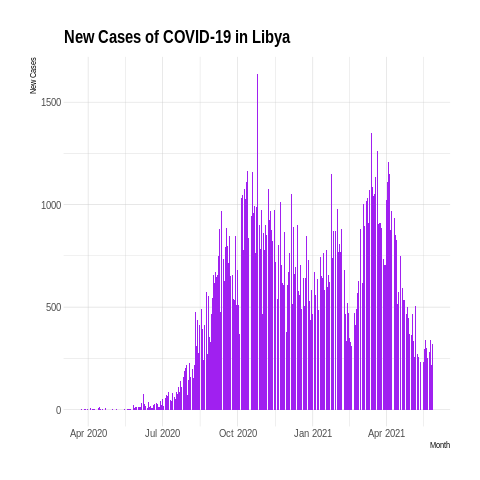 New Cases of COVID-19 in Libya
New Cases
1500
1000
500
0
Apr 2020 Jul 2020 Oct 2020 Jan 2021 Apr 2021
Month